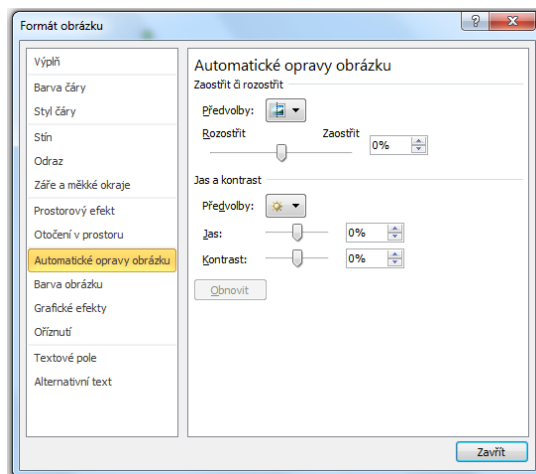 Formát obrázku
Výplň
Barva čáry
Styl čáry
Stín
Odraz
Záře a měkké okraje
Prostorový efekt
Otočení v prostoru
Automatické opravy obrázku
Barva obrázku
Grafické efekty
Oříznutí
Textové pole
Alternativní text
Automatické opravy obrázku
Zaostřit či rozostřit
Předvolby:
Rozostřit Zaostřit
0%
Jas a kontrast
Předvolby:
Jas: 0%
Kontrast: 0%
Obnovit
Zavřít